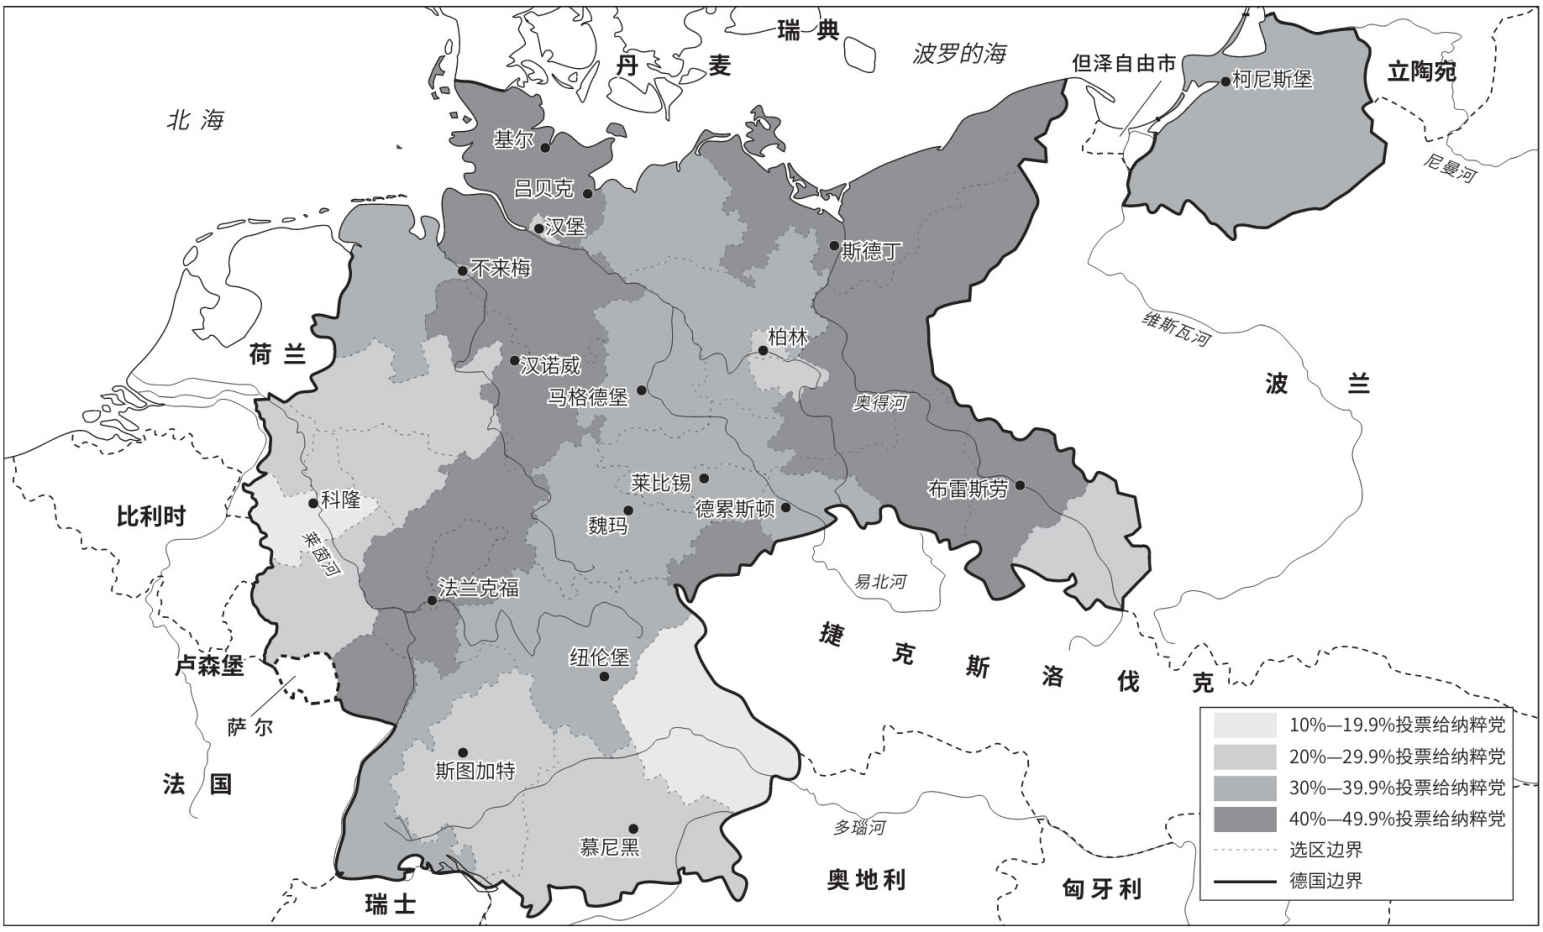 瑞典
波罗的海
丹麦
但泽自由市
立陶宛
柯尼斯堡
北海
基尔
尼曼河
吕贝克
汉堡
斯德丁
不来梅
维斯瓦河
柏林
荷兰
汉诺威
波兰
马格德堡
奥得河
莱比锡
布雷斯劳
科隆
比利时
德累斯顿
魏玛
莱茵河
易北河
法兰克福
捷克斯洛伐克
纽伦堡
卢森堡
萨尔
斯图加特
法国
多瑙河
慕尼黑
奥地利
匈牙利
瑞士
10%—19.9%投票给纳粹党
20%—29.9%投票给纳粹党
30%—39.9%投票给纳粹党
40%—49.9%投票给纳粹党
选区边界
德国边界